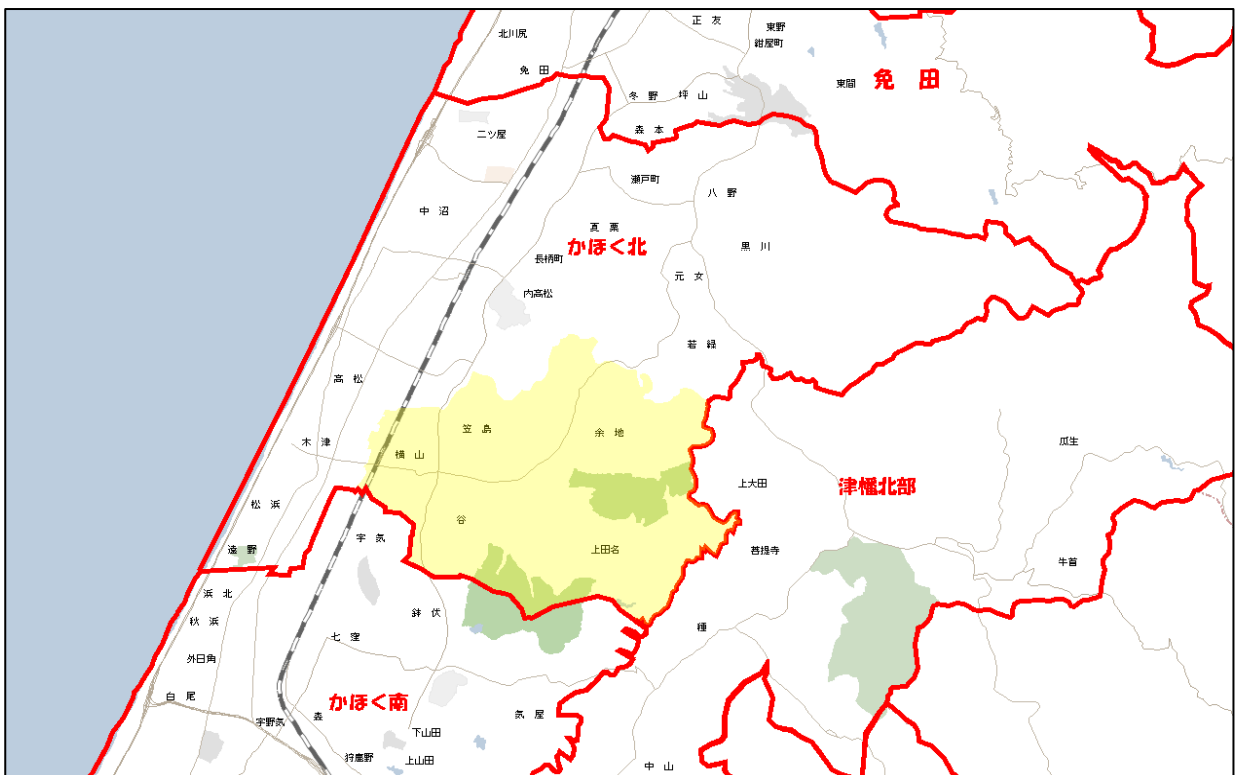 正 友
東野
北川尻
紺屋町
免 田
東間
免 田
冬 野
坪 山
二ツ屋
森 本
瀬戸町
八 野
中 沼
真 栗
かほく北
黒 川
長柄町
元 女
内高松
若 緑
高 松
笠 島
余 地
木 津
横 山
瓜生
上大田
津幡北部
松 浜
谷
宇 気
遠 野
上田名
菩提寺
牛首
浜 北
鉢 伏
秋 浜
種
七 窪
外日角
白 尾
かほく南
森
気 屋
宇野気
下山田
狩鹿野
上山田
中 山